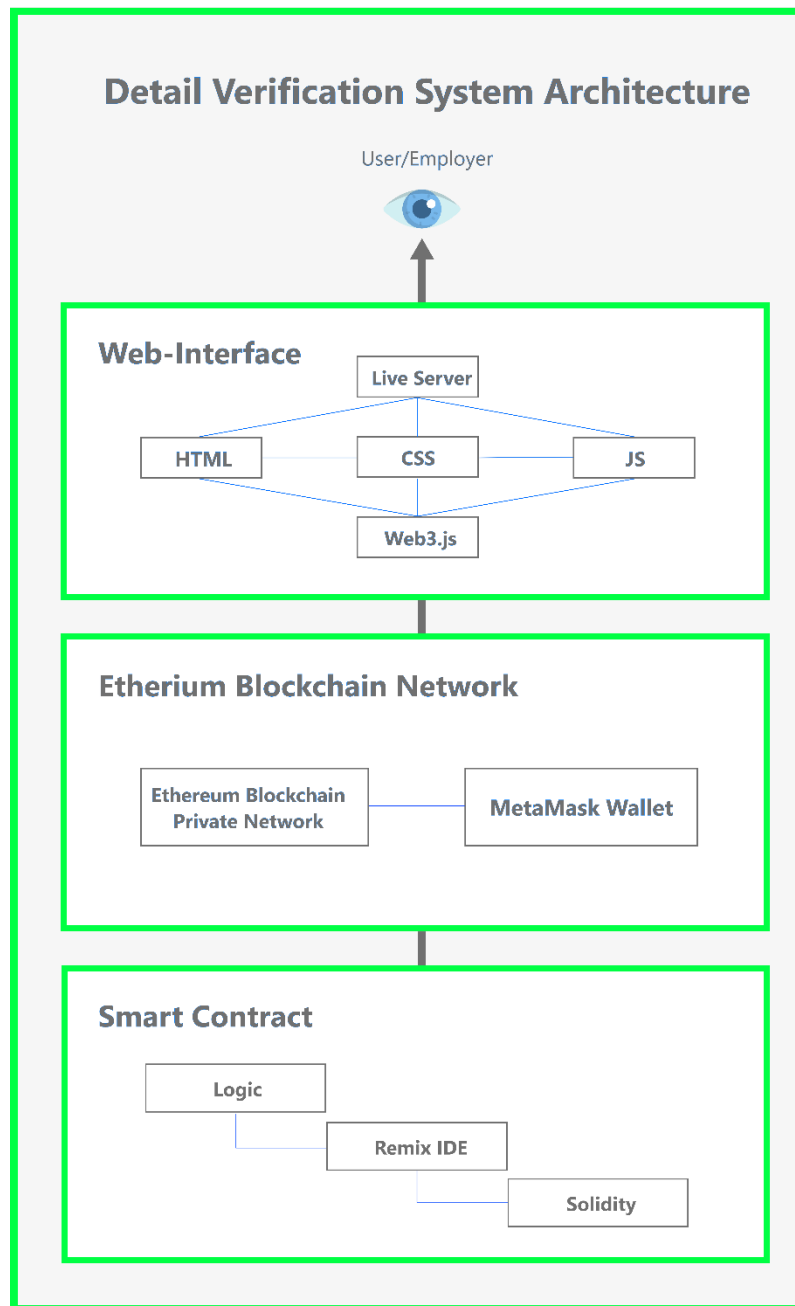 Detail Verification System Architecture
User/Employer
Web-Interface
Live Server
HTML
CSS
JS
Web3.js
Etherium Blockchain Network
Ethereum Blockchain
Private Network
MetaMask Wallet
Smart Contract
Logic
Remix IDE
Solidity